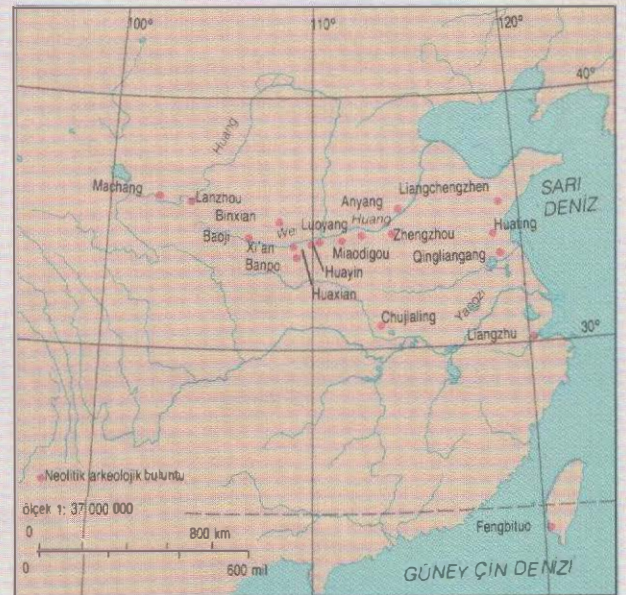 100°
110°
120°
40°
Huang
Machang
Lanzhou
Binxian
Baoji
Wei
Xi'an
Banpo
Luoyang
Huang
Anyang
Liangchengzhen
SARI
DENİZ
Zhengzhou
Huating
Miaodigou
Qingliangang
Huayin
Huaxian
Chujialing
Yangzi
Liangzhu
30°
Neolitik arkeolojik buluntu
ölçek 1: 37 000 000
0
800 km
0
600 mil
Fengbituo
GÜNEY ÇİN DENİZİ